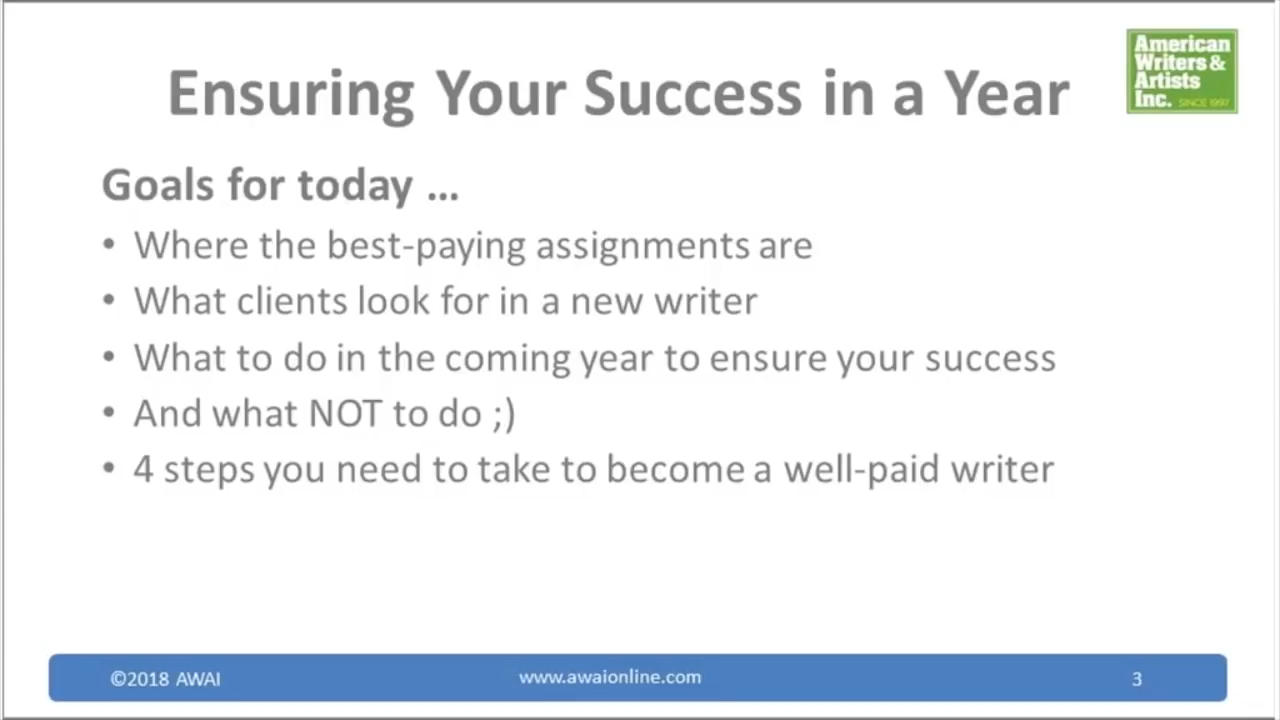 Ensuring Your Success in a Year
American
Writers &
Artists
Inc. SINCE 1997
Goals for today …
• Where the best-paying assignments are
• What clients look for in a new writer
• What to do in the coming year to ensure your success
• And what NOT to do ;)
• 4 steps you need to take to become a well-paid writer
©2018 AWAI
www.awaionline.com
3